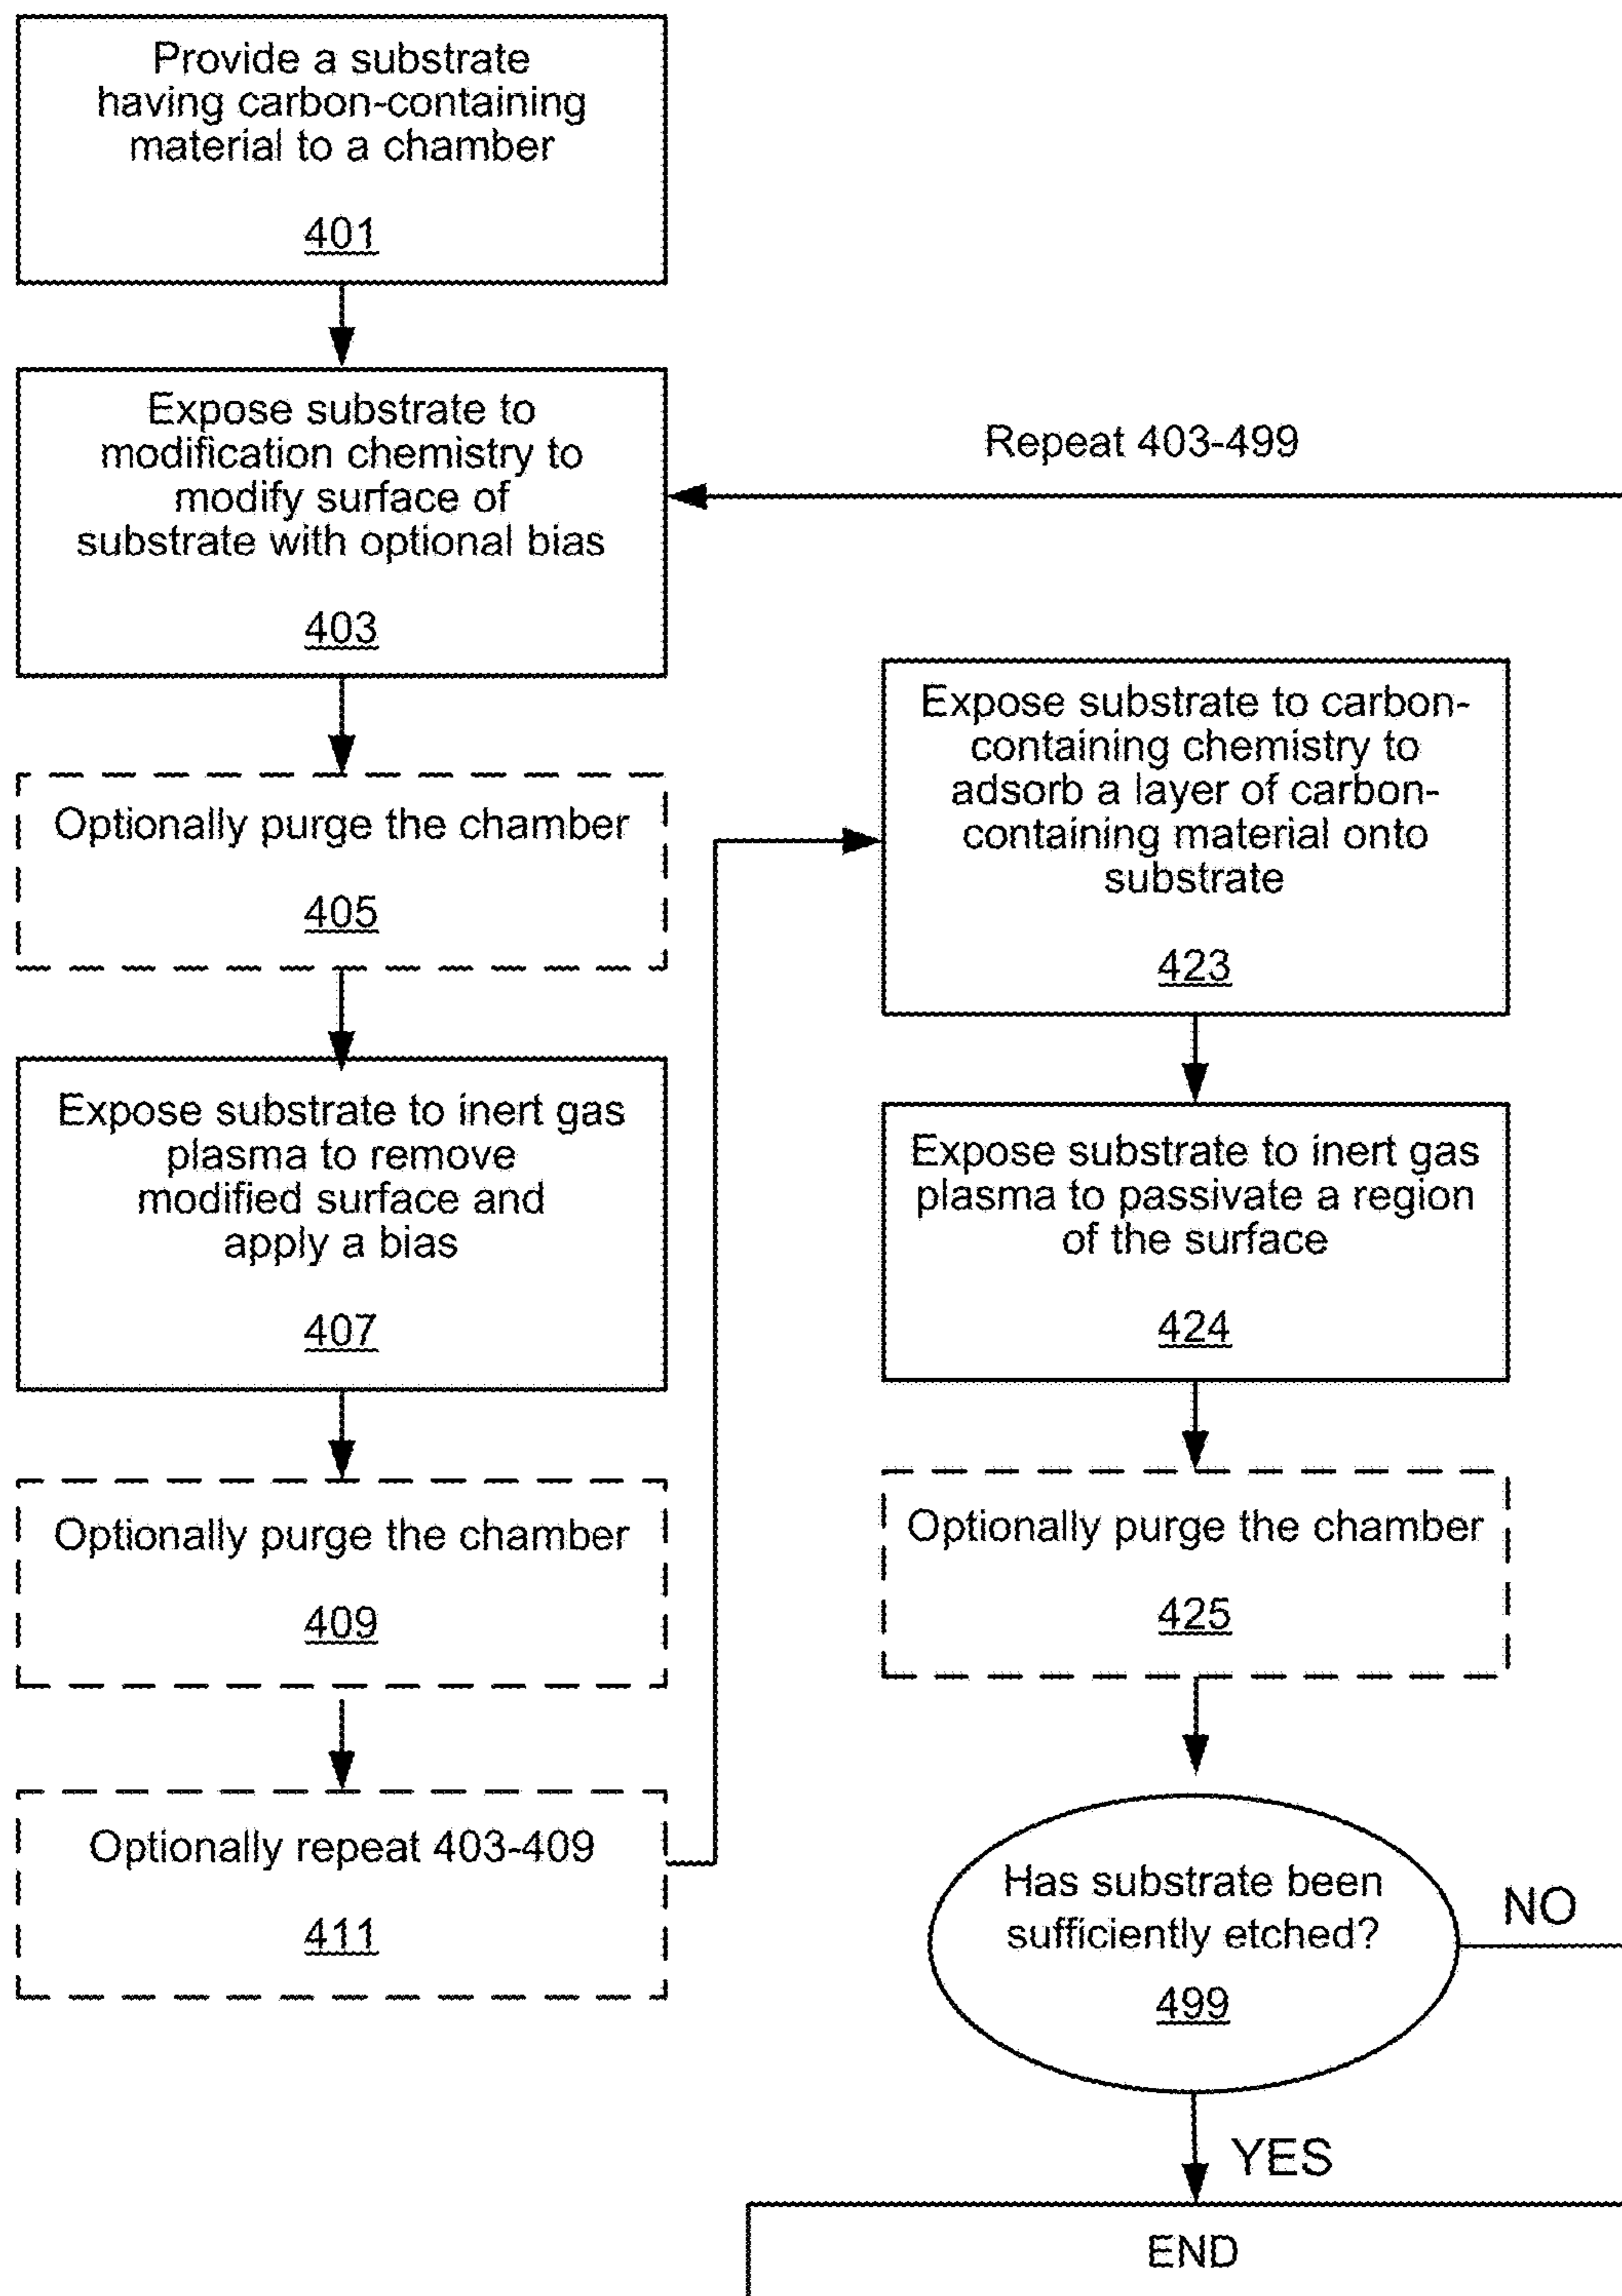 Provide a substrate
having carbon-containing
material to a chamber
401
Expose substrate to
modification chemistry to
modify surface of
substrate with optional bias
403
Optionally purge the chamber
405
Expose substrate to inert gas
plasma to remove
modified surface and
apply a bias
407
Optionally purge the chamber
409
Optionally repeat 403-409
411
Repeat 403-499
Expose substrate to carbon-
containing chemistry to
adsorb a layer of carbon-
containing material onto
substrate
423
Expose substrate to inert gas
plasma to passivate a region
of the surface
424
Optionally purge the chamber
425
Has substrate been
sufficiently etched?
499
NO
YES
END